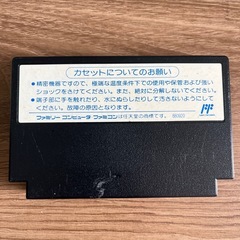 カセットについてのお願い
●精密機器ですので、極端な温度条件下での使用や保管および強い
ショックをさけてください。また、絶対に分解しないでください。
●端子部に手を触れたり、水にぬらしたりして汚さないようにして
ください。故障の原因となります。
ファミリーコンピュータ ファミコンは任天堂の商標です。